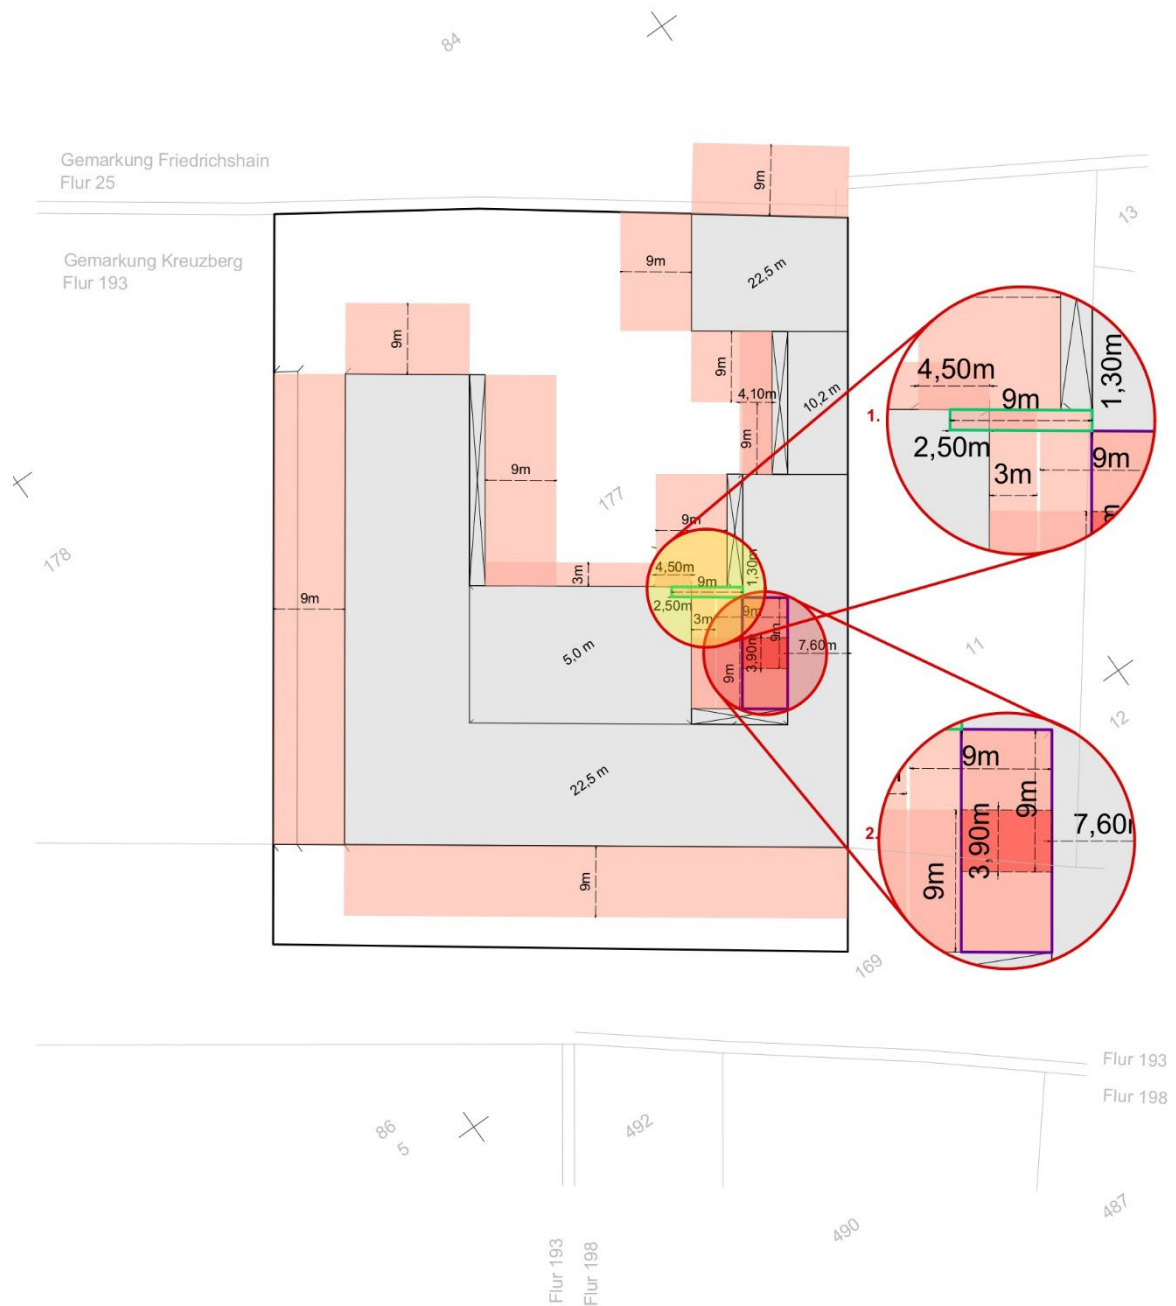 84
Gemarkung Friedrichshain
Flur 25
9m
13
Gemarkung Kreuzberg
Flur 193
9m
22,5 m
9m
9m
4,10m
10,2 m
9m
4,50m
9m
1,30m
1.
2,50m
3m
9m
9m
177
9m
178
9m
3m
4,50m
9m
1,30m
2,50m
3m
9m
9m
3,90m
9m
7,60m
5,0 m
11
12
22,5 m
9m
9m
3,90m
9m
7,60
2.
9m
169
Flur 193
Flur 198
86
5
492
490
487
Flur 193
Flur 198